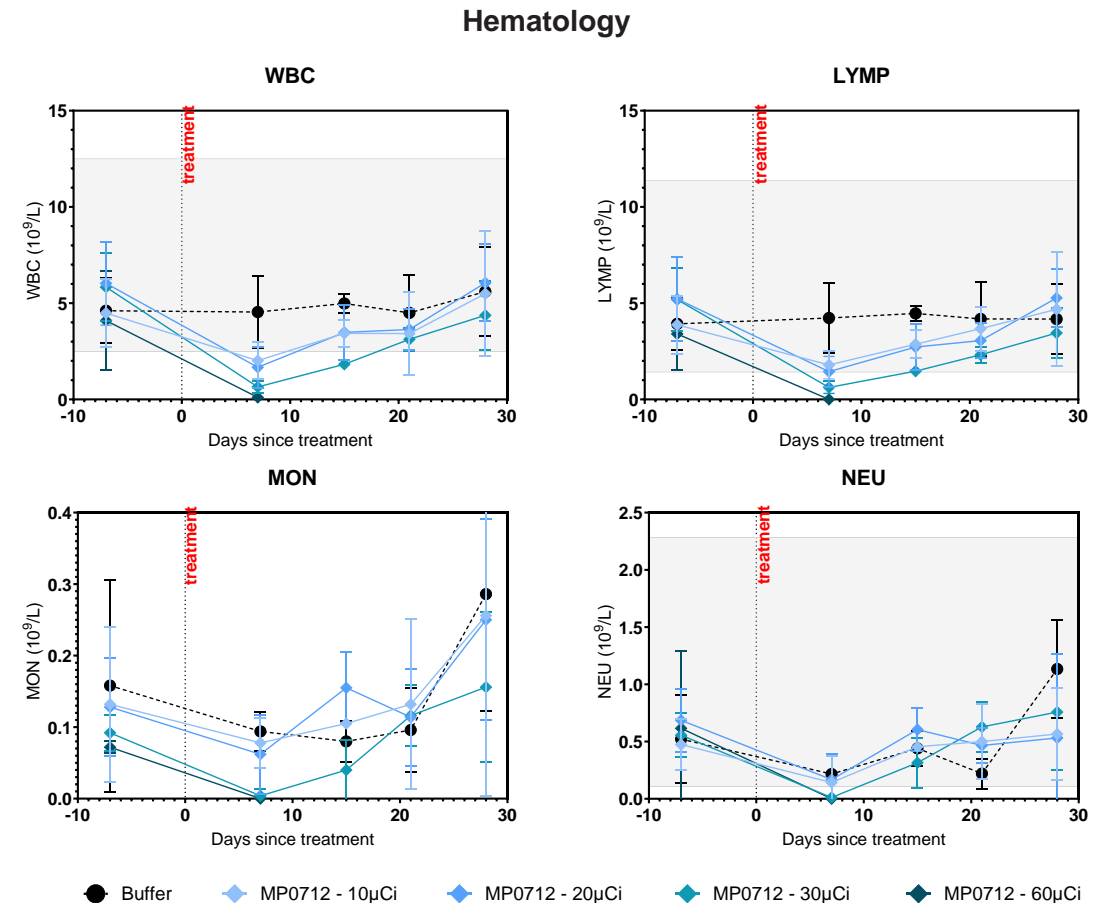 Hematology
WBC
LYMP
15
10
5
0
-10
0
10
20
30
WBC (10⁹/L)
Days since treatment
treatment
15
10
5
0
-10
0
10
20
30
LYMP (10⁹/L)
Days since treatment
treatment
MON
NEU
0.4
0.3
0.2
0.1
0.0
-10
0
10
20
30
MON (10⁹/L)
Days since treatment
treatment
2.5
2.0
1.5
1.0
0.5
0.0
-10
0
10
20
30
NEU (10⁹/L)
Days since treatment
treatment
Buffer
MP0712 - 10µCi
MP0712 - 20µCi
MP0712 - 30µCi
MP0712 - 60µCi